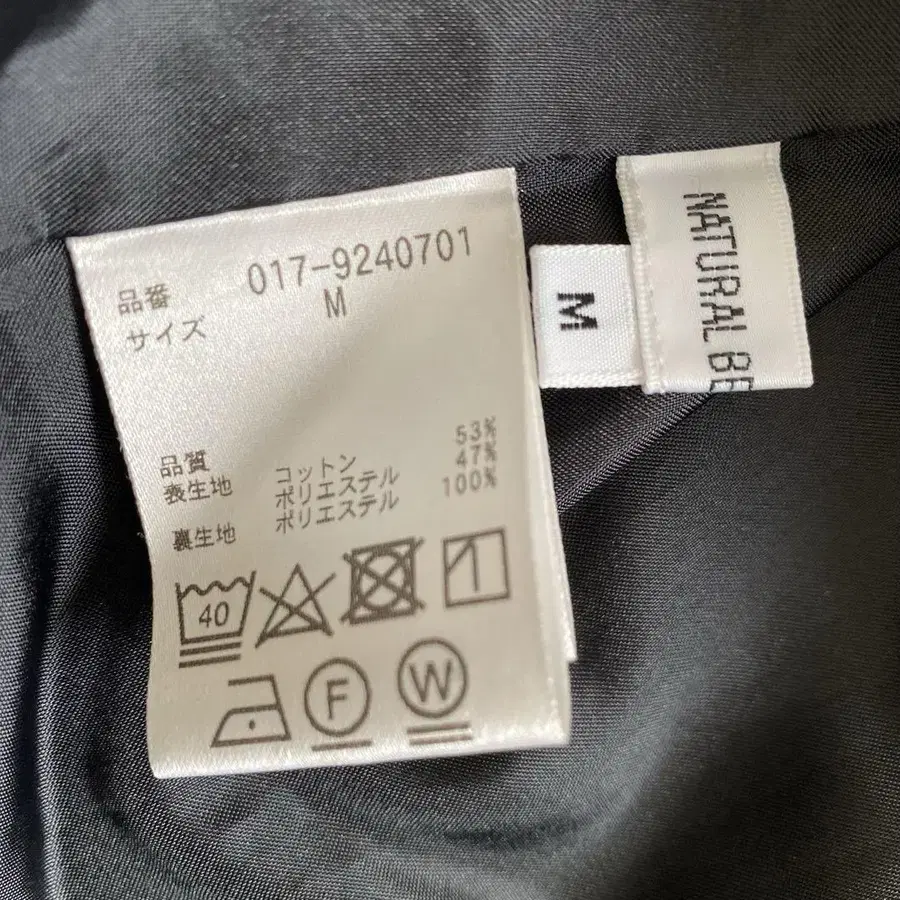 品番 017-9240701
サイズ M
品質
表生地 コットン 53%
ポリエステル 47%
裏生地 ポリエステル 100%
40
F
W
M
NATURAL BE